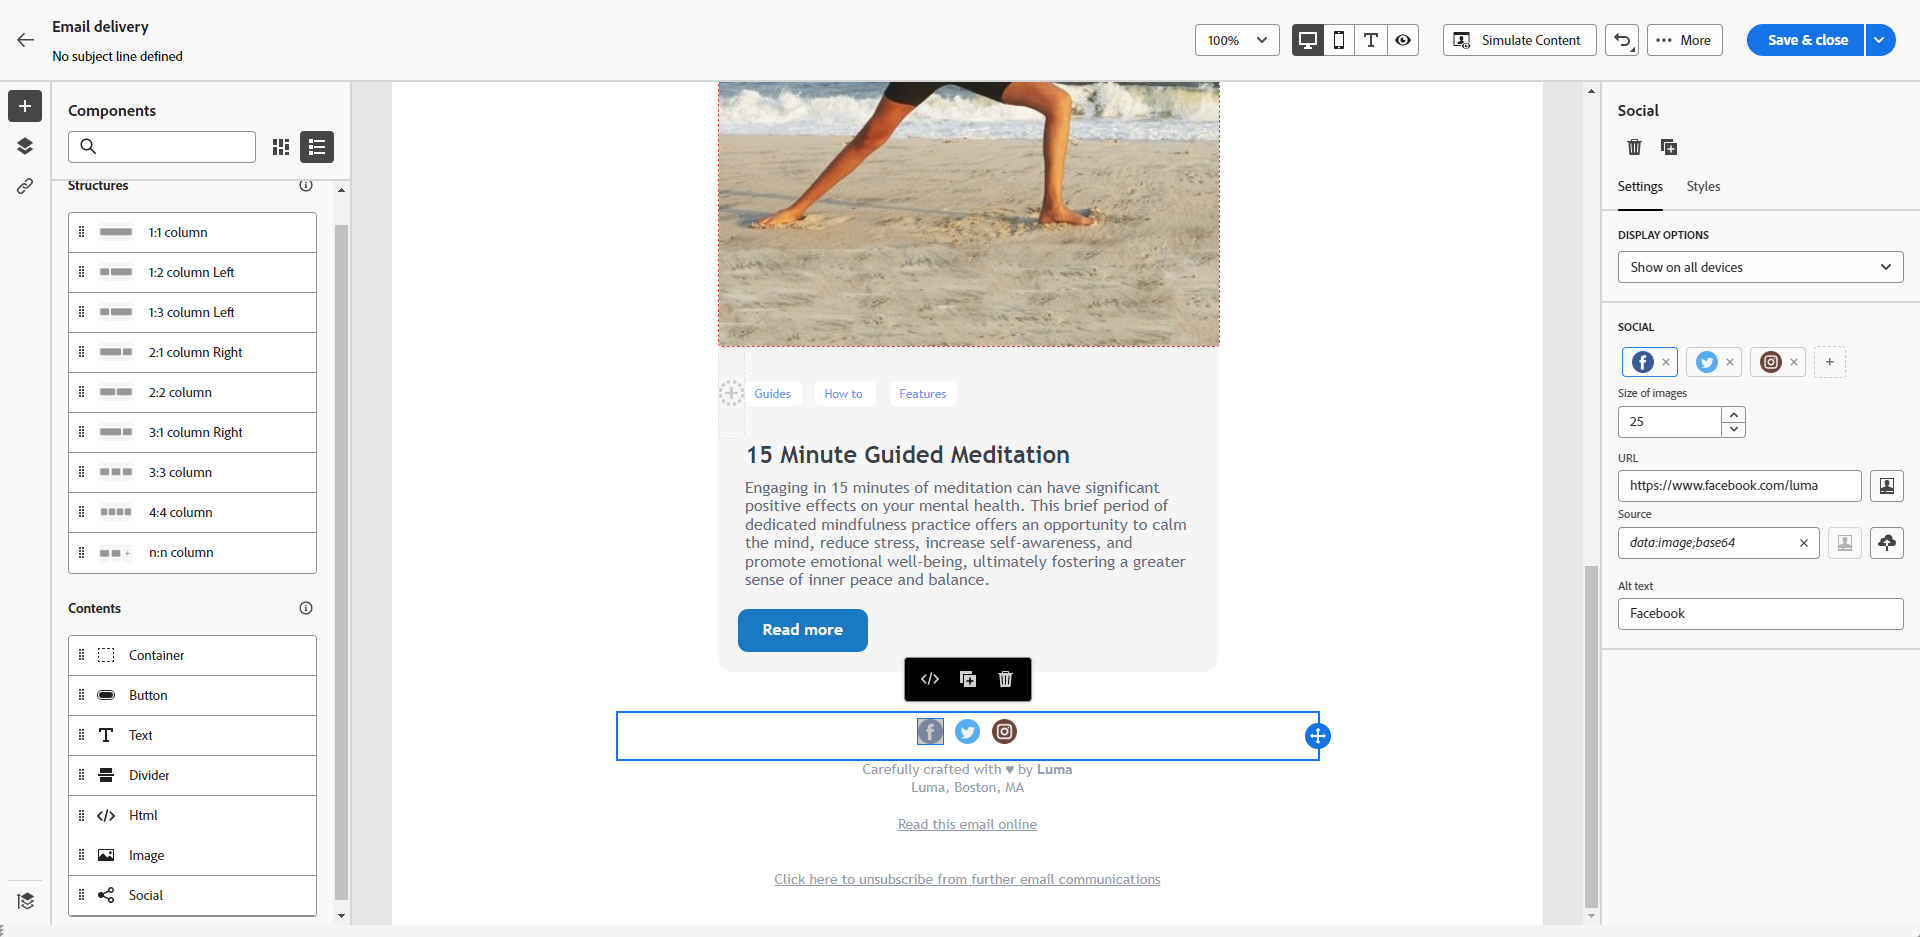 Email delivery
No subject line defined
100%
Simulate Content
More
Save & close
Components
Structures
1:1 column
1:2 column Left
1:3 column Left
2:1 column Right
2:2 column
3:1 column Right
3:3 column
4:4 column
n:n column
Contents
Container
Button
Text
Divider
Html
Image
Social
Guides
How to
Features
15 Minute Guided Meditation
Engaging in 15 minutes of meditation can have significant
positive effects on your mental health. This brief period of
dedicated mindfulness practice offers an opportunity to calm
the mind, reduce stress, increase self-awareness, and
promote emotional well-being, ultimately fostering a greater
sense of inner peace and balance.
Read more
Carefully crafted with ♥ by Luma
Luma, Boston, MA
Read this email online
Click here to unsubscribe from further email communications
Social
Settings
Styles
DISPLAY OPTIONS
Show on all devices
SOCIAL
Size of images
25
URL
https://www.facebook.com/luma
Source
data:image;base64
Alt text
Facebook